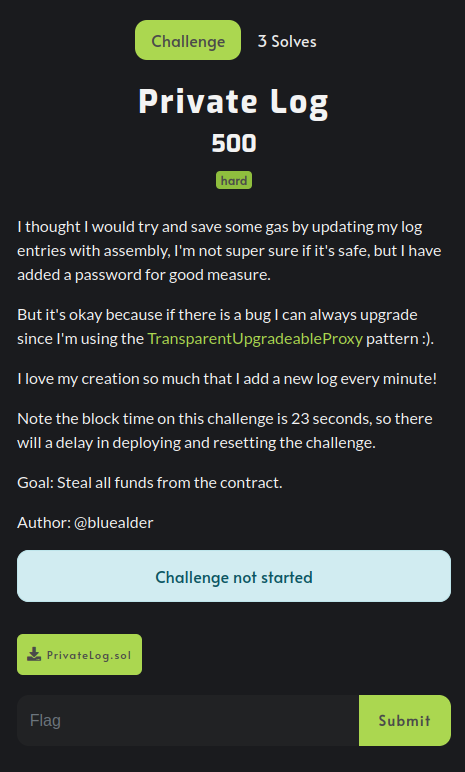 Challenge
3 Solves
Private Log
500
hard
I thought I would try and save some gas by updating my log
entries with assembly, I'm not super sure if it's safe, but I have
added a password for good measure.
But it's okay because if there is a bug I can always upgrade
since I'm using the TransparentUpgradeableProxy pattern :).
I love my creation so much that I add a new log every minute!
Note the block time on this challenge is 23 seconds, so there
will a delay in deploying and resetting the challenge.
Goal: Steal all funds from the contract.
Author: @bluealder
Challenge not started
PrivateLog.sol
Flag
Submit